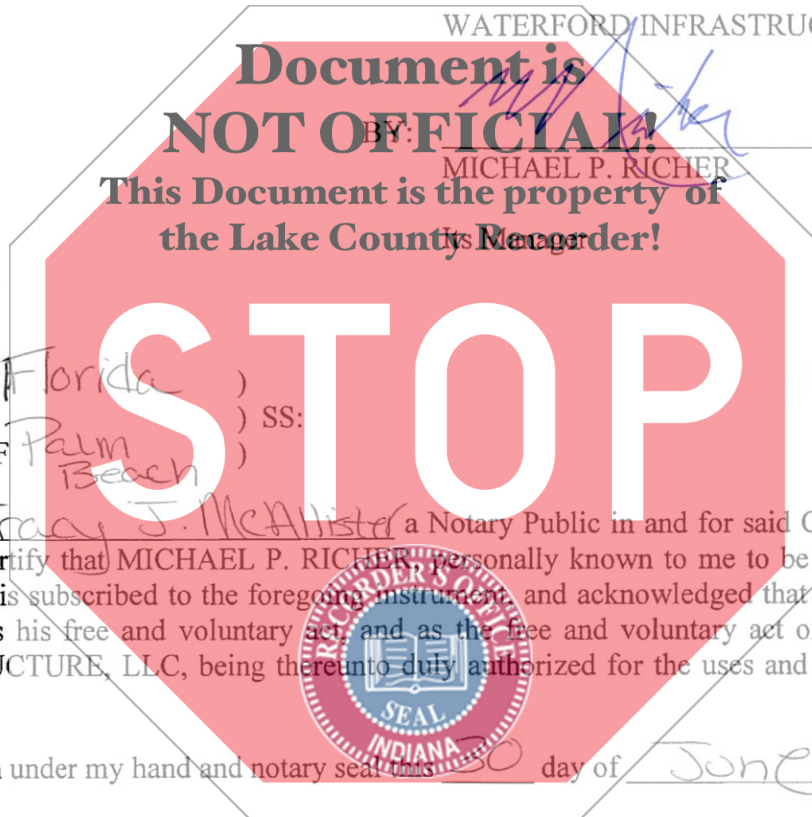 WATERFORD INFRASTRUC
Document is
NOT OFFICIAL!
BY:
MICHAEL P. RICHER
This Document is the property of
the Lake County Recorder!
Its Manager
STOP
Florida )
) SS:
F Palm )
Beach
racy J. McAllister a Notary Public in and for said C
rtify that MICHAEL P. RICHER, personally known to me to be
is subscribed to the foregoing instrument, and acknowledged that
s his free and voluntary act, and as the free and voluntary act o
UCTURE, LLC, being thereunto duly authorized for the uses and
RECORDER'S OFFICE
SEAL
INDIANA
n under my hand and notary seal this 30 day of June